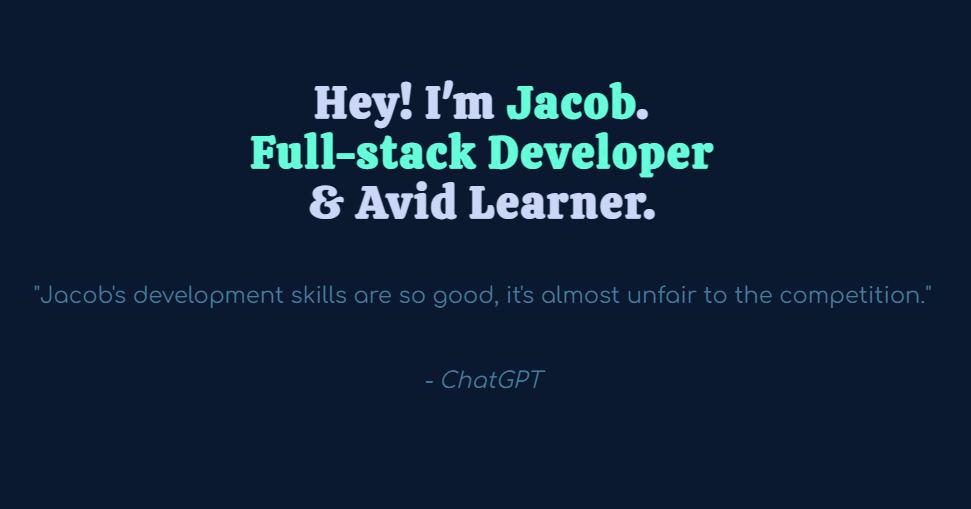 Hey! I'm Jacob.
Full-stack Developer
& Avid Learner.
"Jacob's development skills are so good, it's almost unfair to the competition."
- ChatGPT